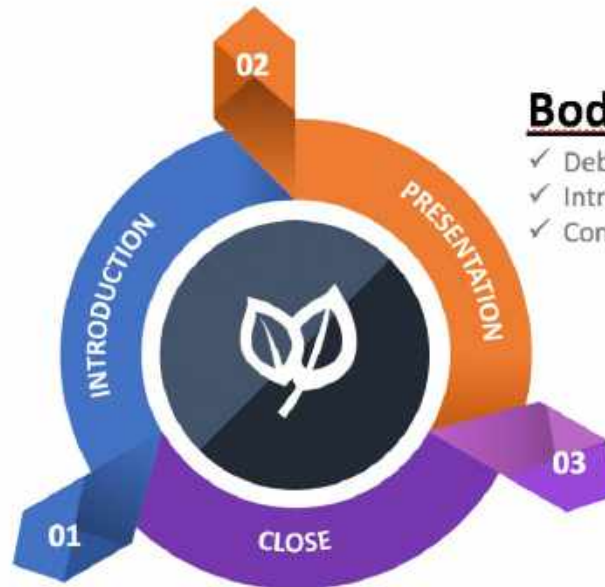 02
INTRODUCTION
PRESENTATION
Bod
✓ Deb
✓ Intr
✓ Con
03
01
CLOSE